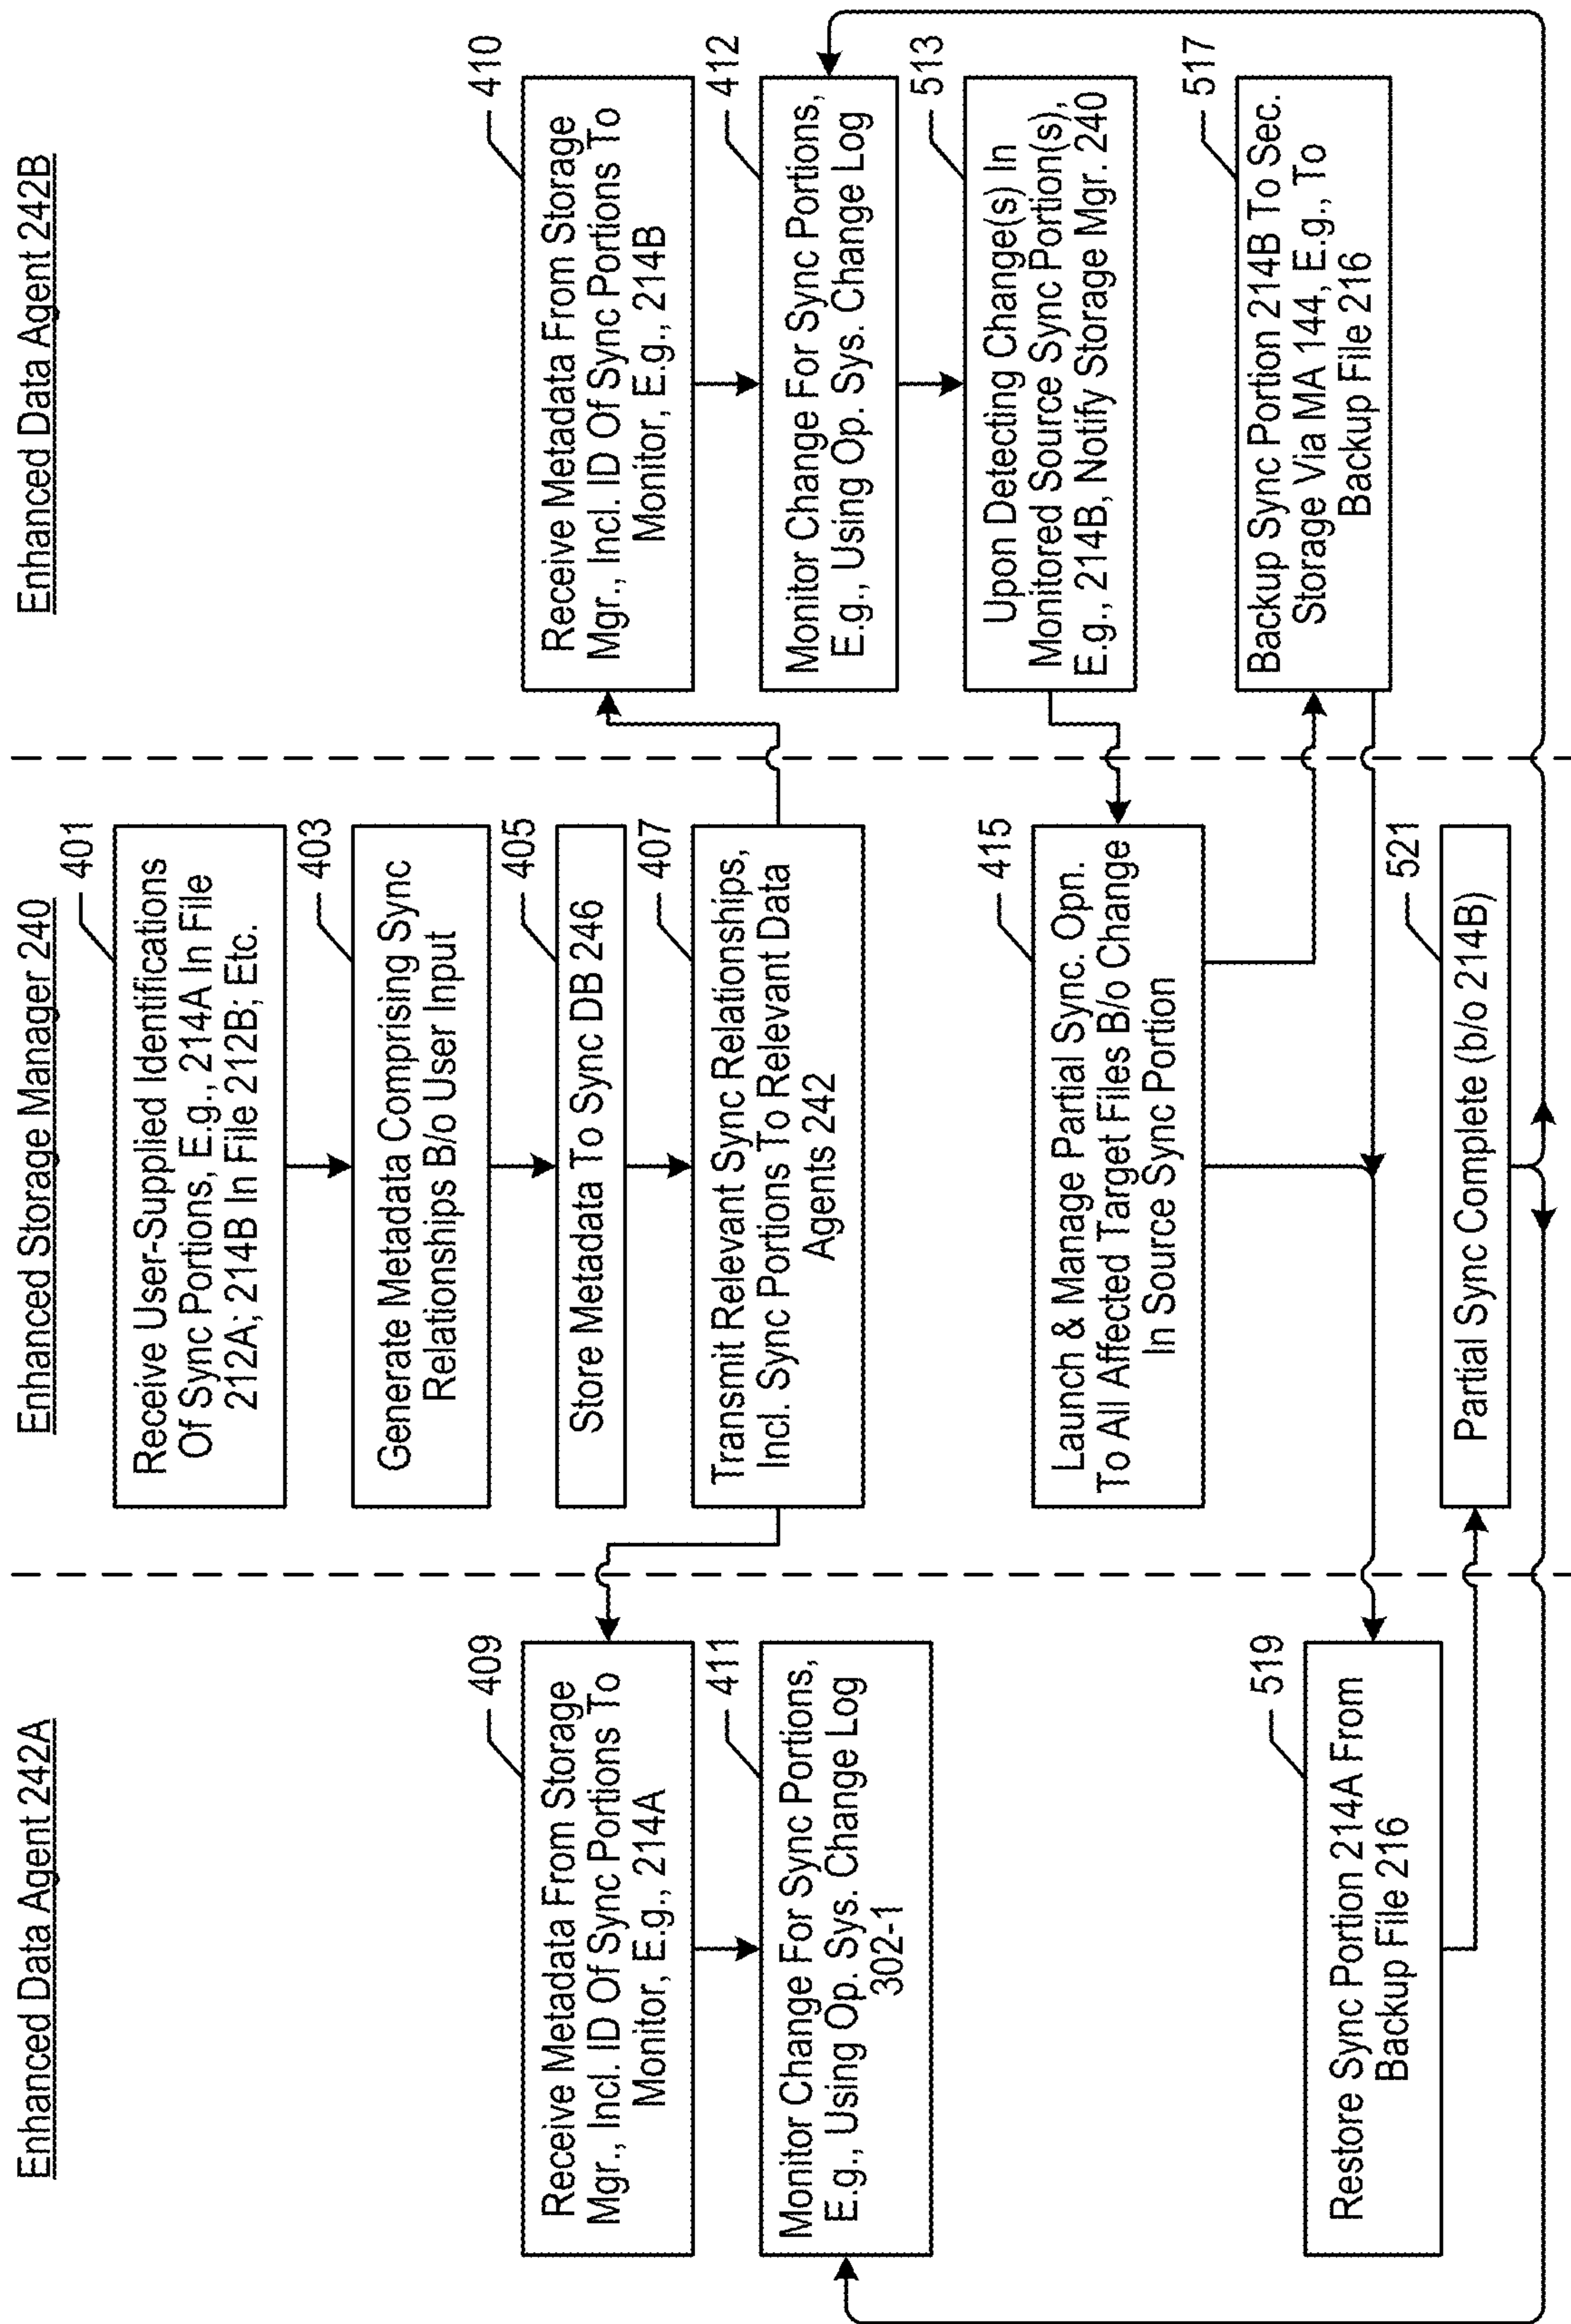 Enhanced Data Agent 242A
Enhanced Storage Manager 240
Enhanced Data Agent 242B
401
Receive User-Supplied Identifications
Of Sync Portions, E.g., 214A In File
212A; 214B In File 212B; Etc.
403
Generate Metadata Comprising Sync
Relationships B/o User Input
405
Store Metadata To Sync DB 246
407
Transmit Relevant Sync Relationships,
Incl. Sync Portions To Relevant Data
Agents 242
409
Receive Metadata From Storage
Mgr., Incl. ID Of Sync Portions To
Monitor, E.g., 214A
410
Receive Metadata From Storage
Mgr., Incl. ID Of Sync Portions To
Monitor, E.g., 214B
411
Monitor Change For Sync Portions,
E.g., Using Op. Sys. Change Log
302-1
412
Monitor Change For Sync Portions,
E.g., Using Op. Sys. Change Log
513
Upon Detecting Change(s) In
Monitored Source Sync Portion(s),
E.g., 214B, Notify Storage Mgr. 240
415
Launch & Manage Partial Sync. Opn.
To All Affected Target Files B/o Change
In Source Sync Portion
517
Backup Sync Portion 214B To Sec.
Storage Via MA 144, E.g., To
Backup File 216
519
Restore Sync Portion 214A From
Backup File 216
521
Partial Sync Complete (b/o 214B)